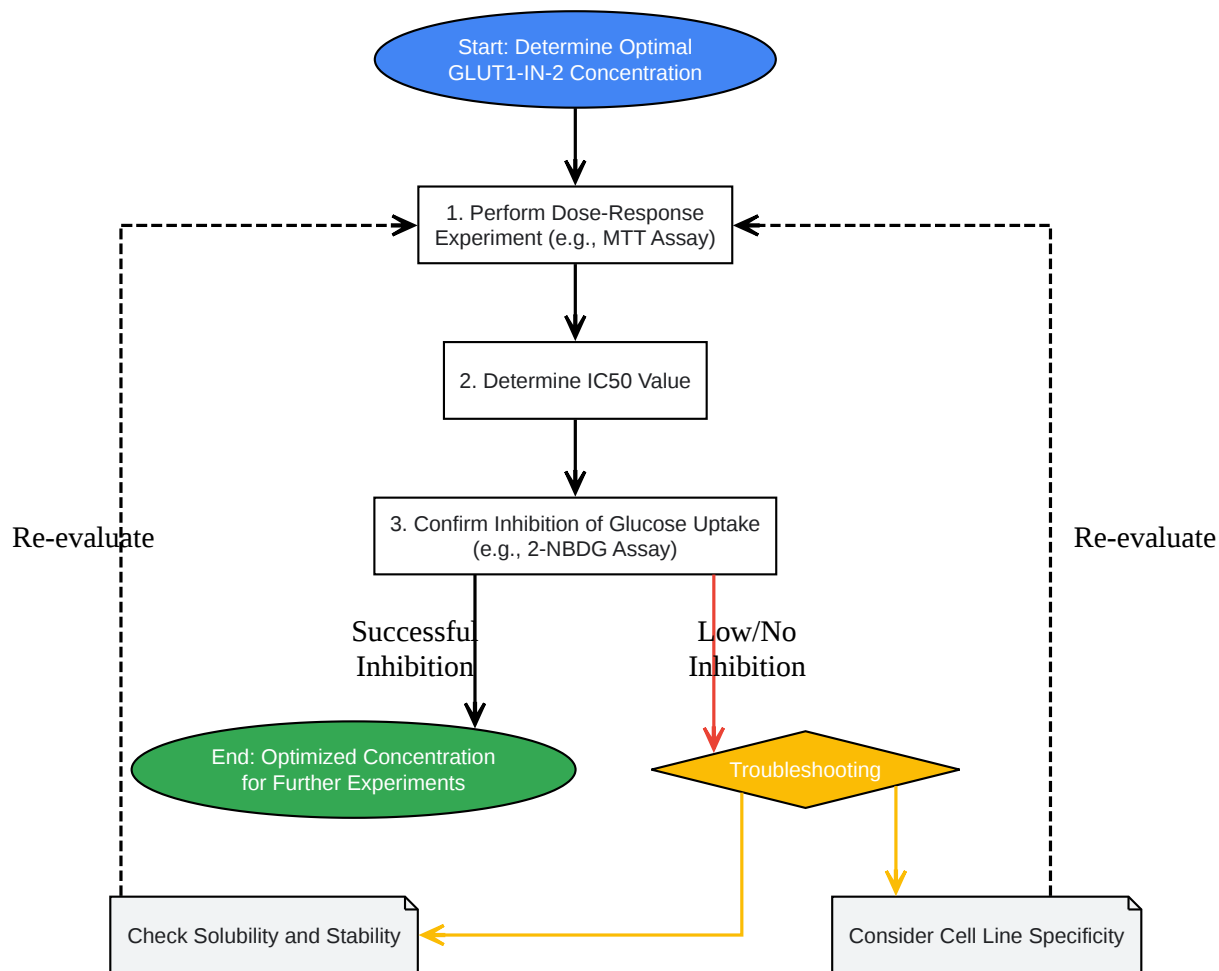 Start: Determine Optimal
GLUT1-IN-2 Concentration
1. Perform Dose-Response
Experiment (e.g., MTT Assay)
2. Determine IC50 Value
3. Confirm Inhibition of Glucose Uptake
(e.g., 2-NBDG Assay)
Re-evaluate
Re-evaluate
Successful
Inhibition
Low/No
Inhibition
End: Optimized Concentration
for Further Experiments
Troubleshooting
Check Solubility and Stability
Consider Cell Line Specificity